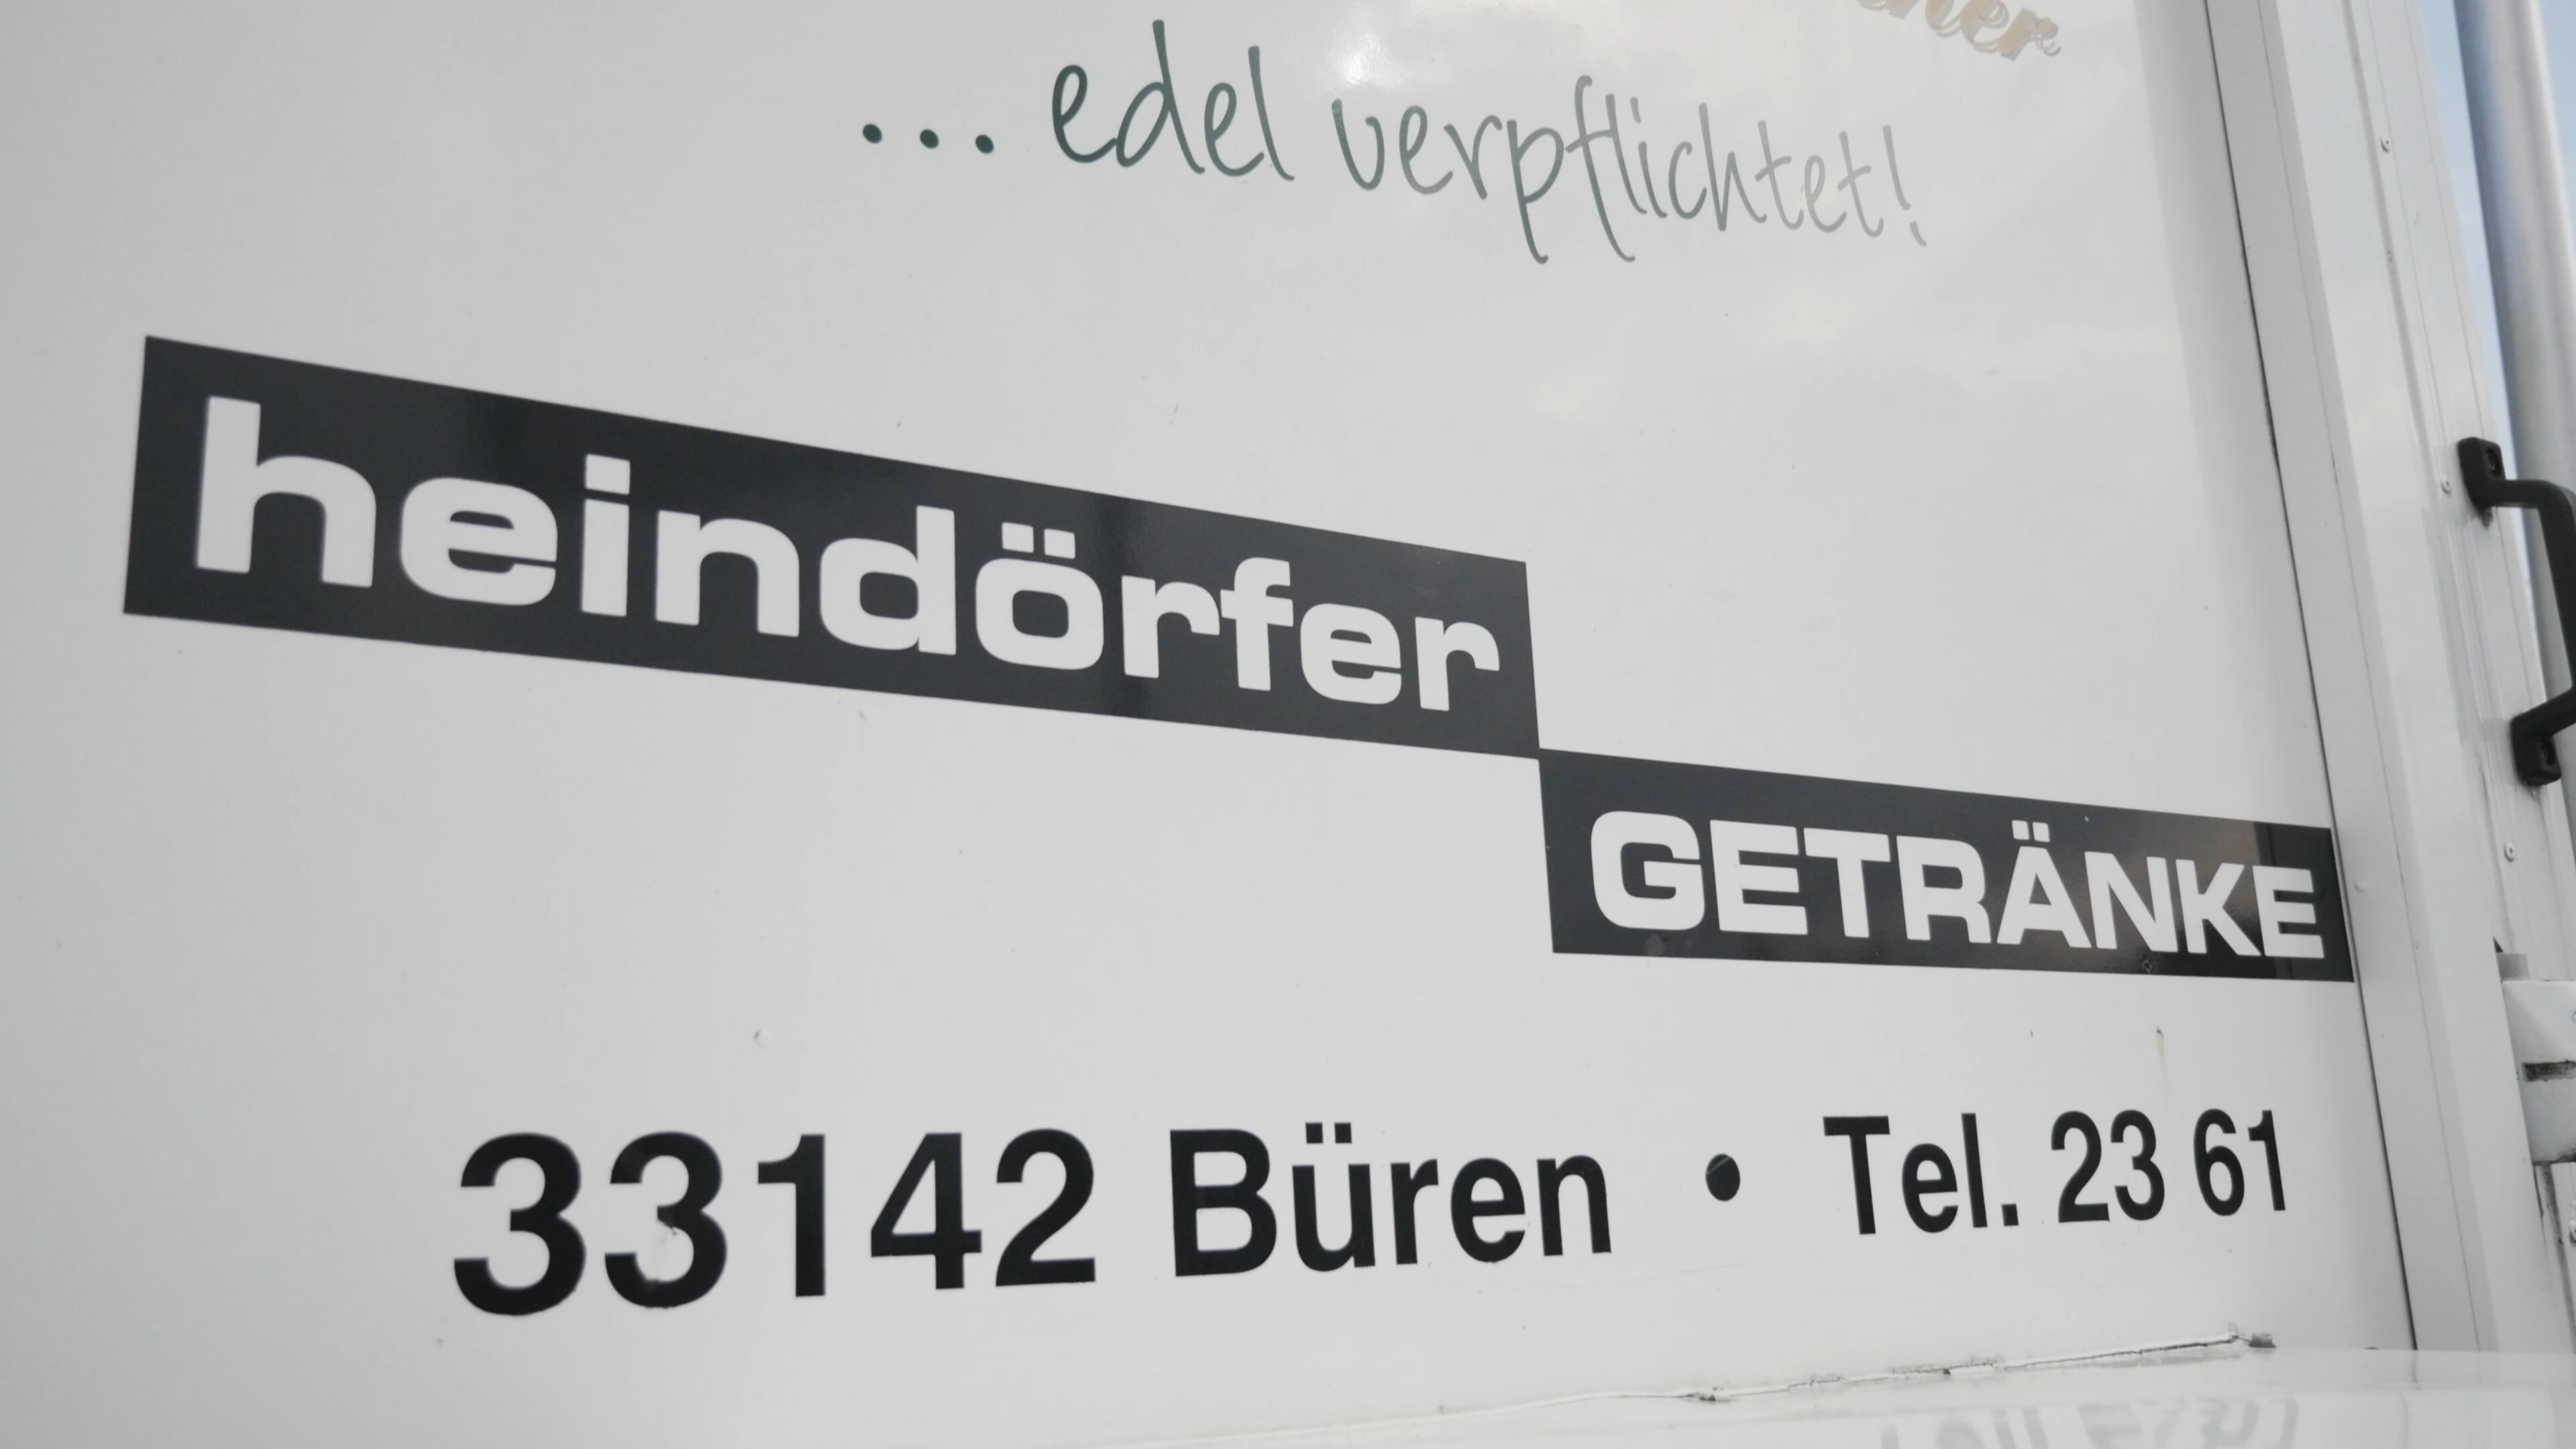 ... edel verpflichtet!
heindörfer
GETRÄNKE
33142 Büren • Tel. 23 61